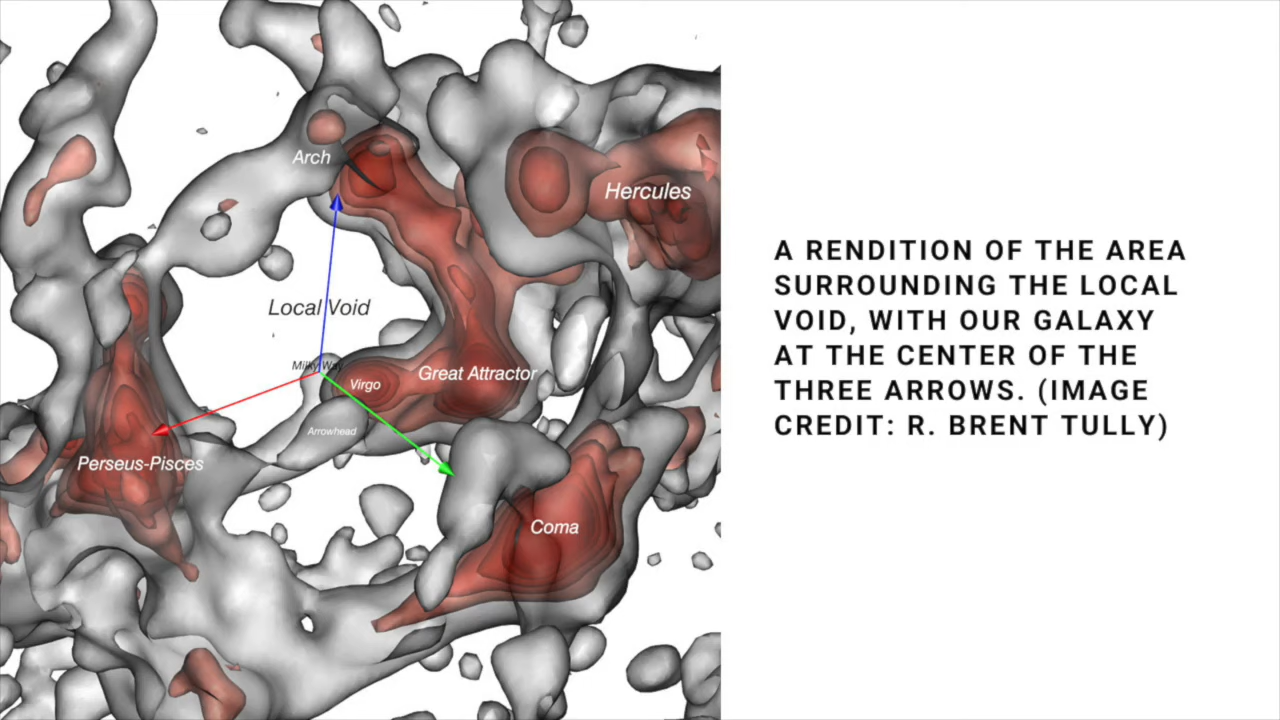 Arch
Hercules
Local Void
Milky Way
Virgo
Great Attractor
Arrowhead
Perseus-Pisces
Coma
A RENDITION OF THE AREA
SURROUNDING THE LOCAL
VOID, WITH OUR GALAXY
AT THE CENTER OF THE
THREE ARROWS. (IMAGE
CREDIT: R. BRENT TULLY)